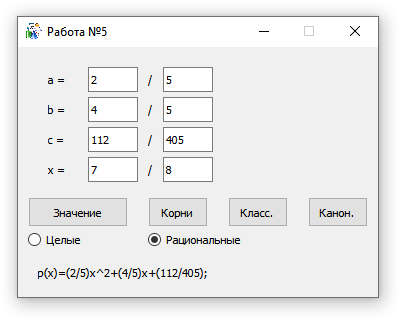 Работа №5
a = 2 / 5
b = 4 / 5
c = 112 / 405
x = 7 / 8
Значение Корни Класс. Канон.
Целые Рациональные
p(x)=(2/5)x^2+(4/5)x+(112/405);